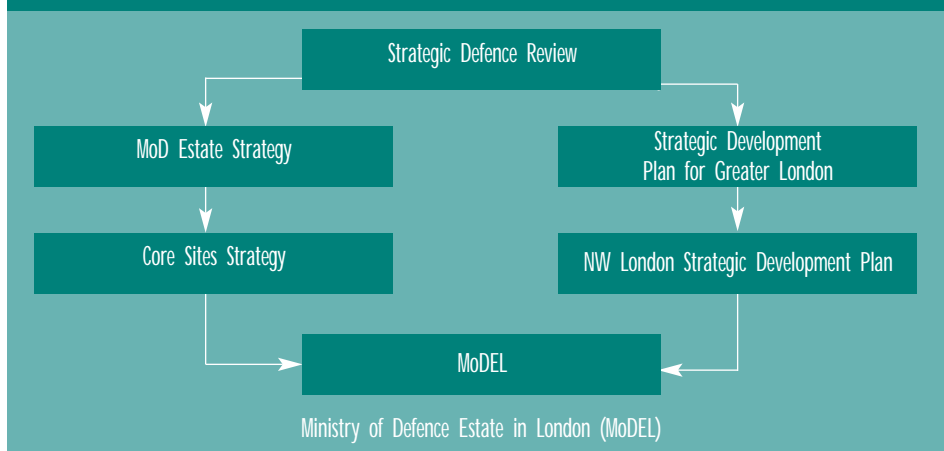 Strategic Defence Review
MoD Estate Strategy
Strategic Development
Plan for Greater London
Core Sites Strategy
NW London Strategic Development Plan
MoDEL
Ministry of Defence Estate in London (MoDEL)